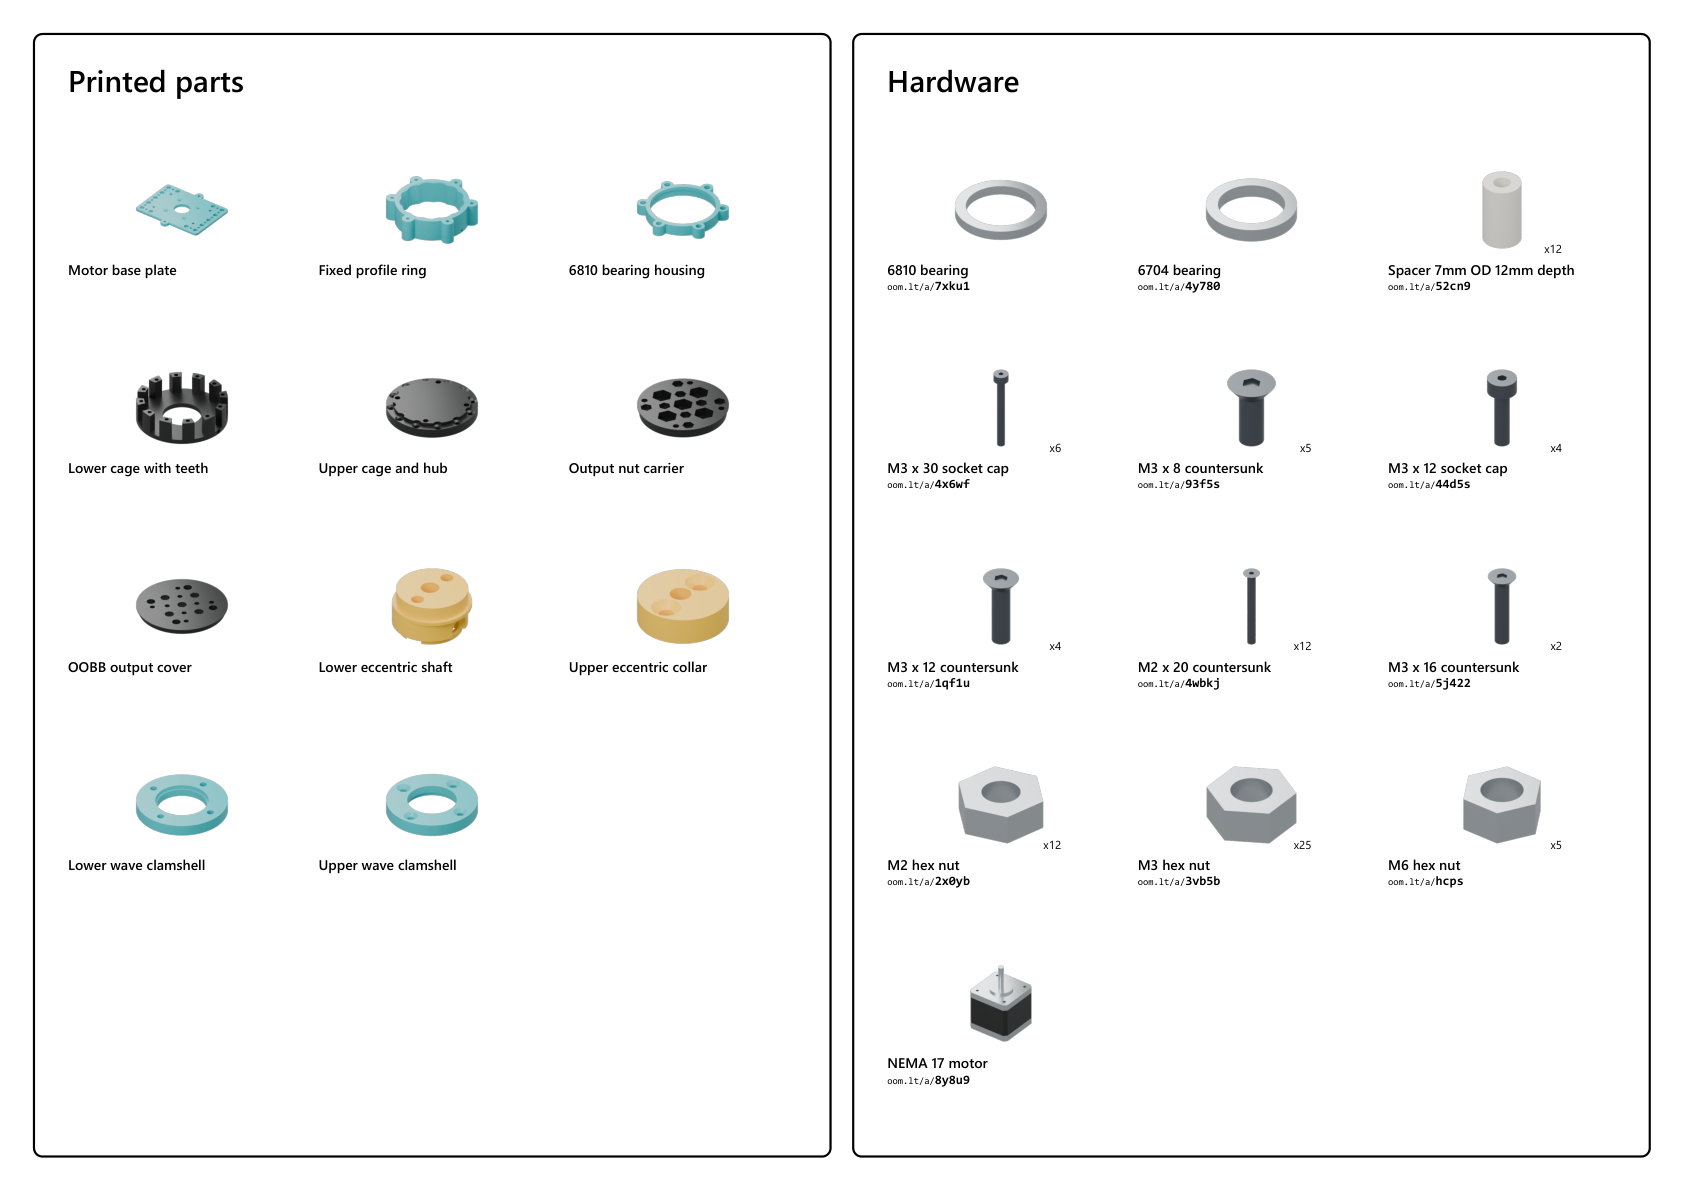 Printed parts
Motor base plate
Fixed profile ring
6810 bearing housing
Lower cage with teeth
Upper cage and hub
Output nut carrier
OOBB output cover
Lower eccentric shaft
Upper eccentric collar
Lower wave clamshell
Upper wave clamshell
Hardware
6810 bearing
oom.lt/a/7xku1
6704 bearing
oom.lt/a/4y780
x12
Spacer 7mm OD 12mm depth
oom.lt/a/52cn9
x6
M3 x 30 socket cap
oom.lt/a/4x6wf
x5
M3 x 8 countersunk
oom.lt/a/93f5s
x4
M3 x 12 socket cap
oom.lt/a/44d5s
x4
M3 x 12 countersunk
oom.lt/a/1qf1u
x12
M2 x 20 countersunk
oom.lt/a/4wbkj
x2
M3 x 16 countersunk
oom.lt/a/5j422
x12
M2 hex nut
oom.lt/a/2x0yb
x25
M3 hex nut
oom.lt/a/3vb5b
x5
M6 hex nut
oom.lt/a/hcps
NEMA 17 motor
oom.lt/a/8y8u9